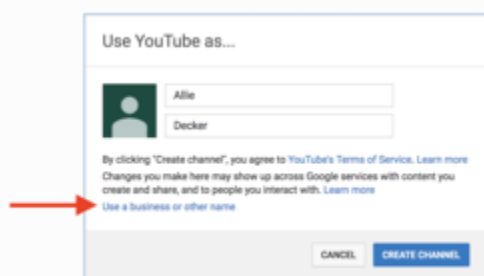 Use YouTube as...
Allie
Decker
By clicking "Create channel", you agree to YouTube's Terms of Service. Learn more
Changes you make here may show up across Google services with content you
create and share, and to people you interact with. Learn more
Use a business or other name
CANCEL CREATE CHANNEL